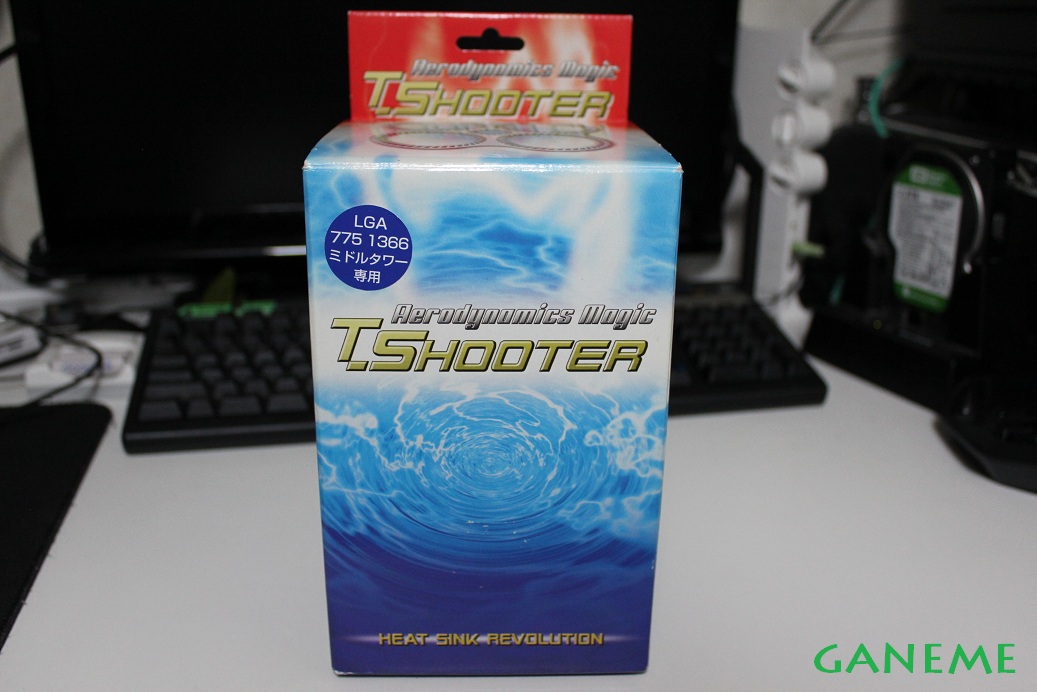 Aerodynamics Magic
T.SHOOTER
LGA
775 1366
ミドルタワー
専用
Aerodynamics Magic
T.SHOOTER
HEAT SINK REVOLUTION
GANEME